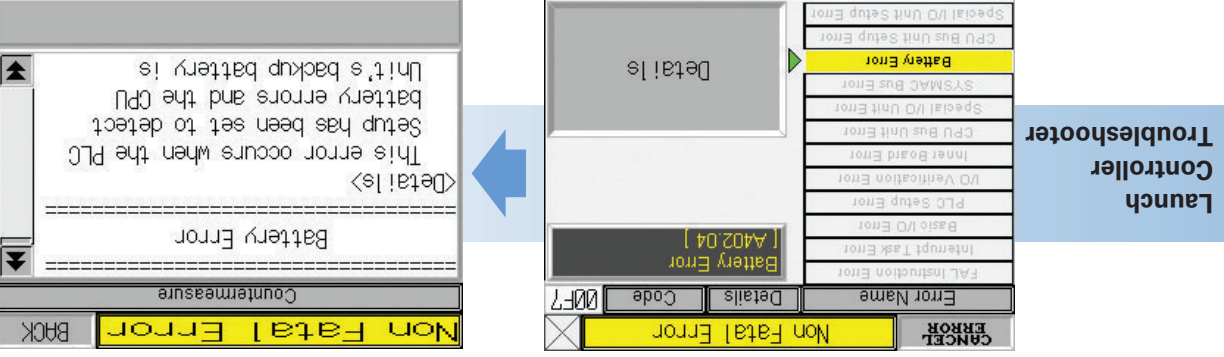 Launch
Controller
Troubleshooter
CANCEL
ERROR
Non Fatal Error
Error Name
Details
Code
00F7
FAL Instruction Error
Interrupt Task Error
Basic I/O Error
PLC Setup Error
I/O Verification Error
Inner Board Error
CPU Bus Unit Error
Special I/O Unit Error
SYSMAC Bus Error
Battery Error
CPU Bus Unit Setup Error
Special I/O Unit Setup Error
Battery Error
[ A402.04 ]
Details
Non Fatal Error
BACK
Countermeasure
Battery Error
<Details>
This error occurs when the PLC
Setup has been set to detect
battery errors and the CPU
Unit's backup battery is